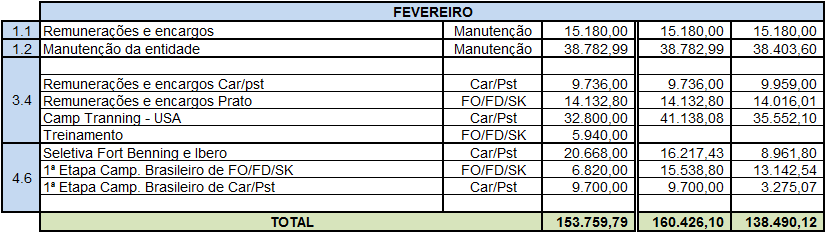 FEVEREIRO
1.1 Remunerações e encargos Manutenção 15.180,00 15.180,00 15.180,00
1.2 Manutenção da entidade Manutenção 38.782,99 38.782,99 38.403,60
3.4
Remunerações e encargos Car/pst Car/Pst 9.736,00 9.736,00 9.959,00
Remunerações e encargos Prato FO/FD/SK 14.132,80 14.132,80 14.016,01
Camp Tranning - USA Car/Pst 32.800,00 41.138,08 35.552,10
Treinamento FO/FD/SK 5.940,00
4.6
Seletiva Fort Benning e Ibero Car/Pst 20.668,00 16.217,43 8.961,80
1ª Etapa Camp. Brasileiro de FO/FD/SK FO/FD/SK 6.820,00 15.538,80 13.142,54
1ª Etapa Camp. Brasileiro de Car/Pst Car/Pst 9.700,00 9.700,00 3.275,07
TOTAL 153.759,79 160.426,10 138.490,12